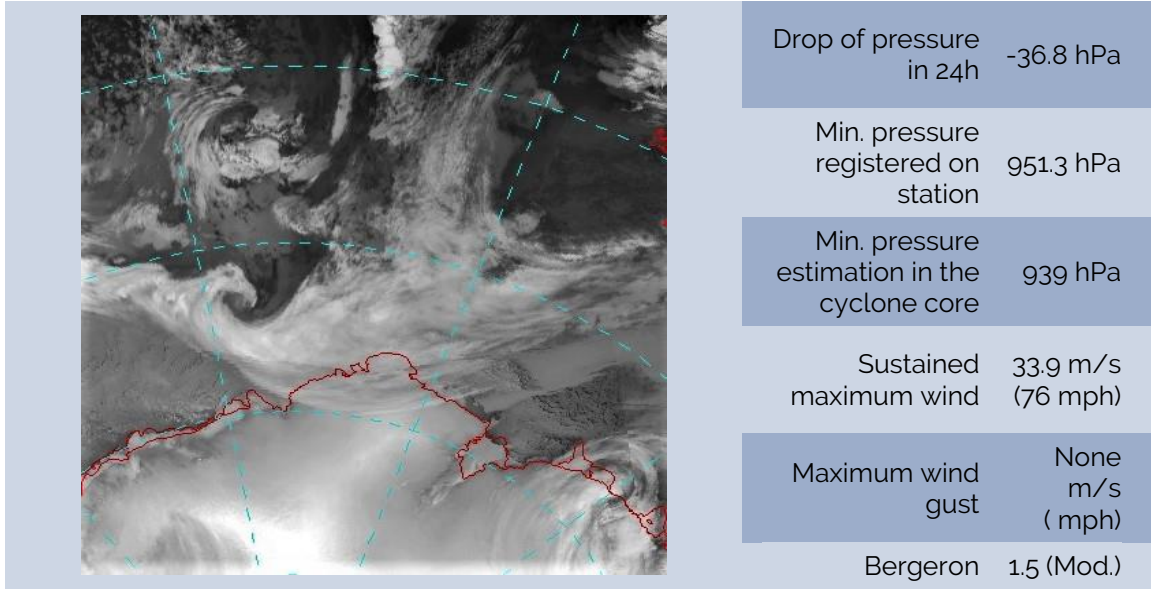 Drop of pressure
in 24h
-36.8 hPa
Min. pressure
registered on
station
951.3 hPa
Min. pressure
estimation in the
cyclone core
939 hPa
Sustained
maximum wind
33.9 m/s
(76 mph)
Maximum wind
gust
None
m/s
( mph)
Bergeron
1.5 (Mod.)